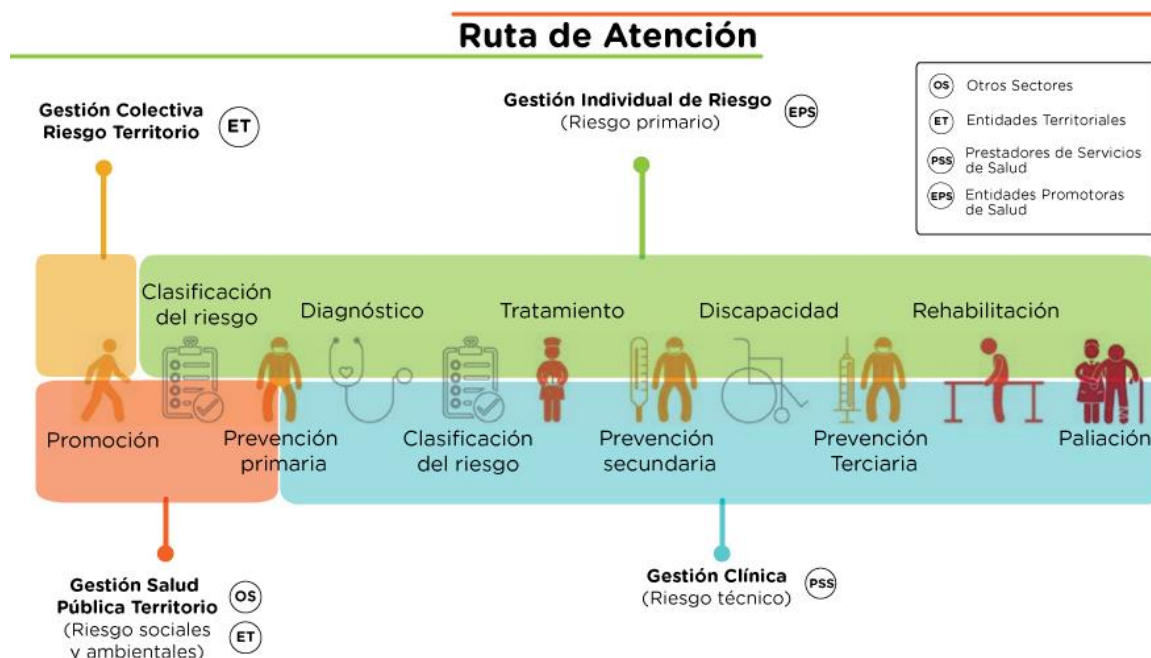 Ruta de Atención
Gestión Colectiva
Riesgo Territorio
ET
Gestión Individual de Riesgo
(Riesgo primario)
EPS
OS Otros Sectores
ET Entidades Territoriales
PSS Prestadores de Servicios
de Salud
EPS Entidades Promotoras
de Salud
Clasificación
del riesgo
Diagnóstico
Tratamiento
Discapacidad
Rehabilitación
Promoción
Prevención
primaria
Clasificación
del riesgo
Prevención
secundaria
Prevención
Terciaria
Paliación
Gestión Salud
Pública Territorio
(Riesgo sociales
y ambientales)
OS
ET
Gestión Clínica
(Riesgo técnico)
PSS